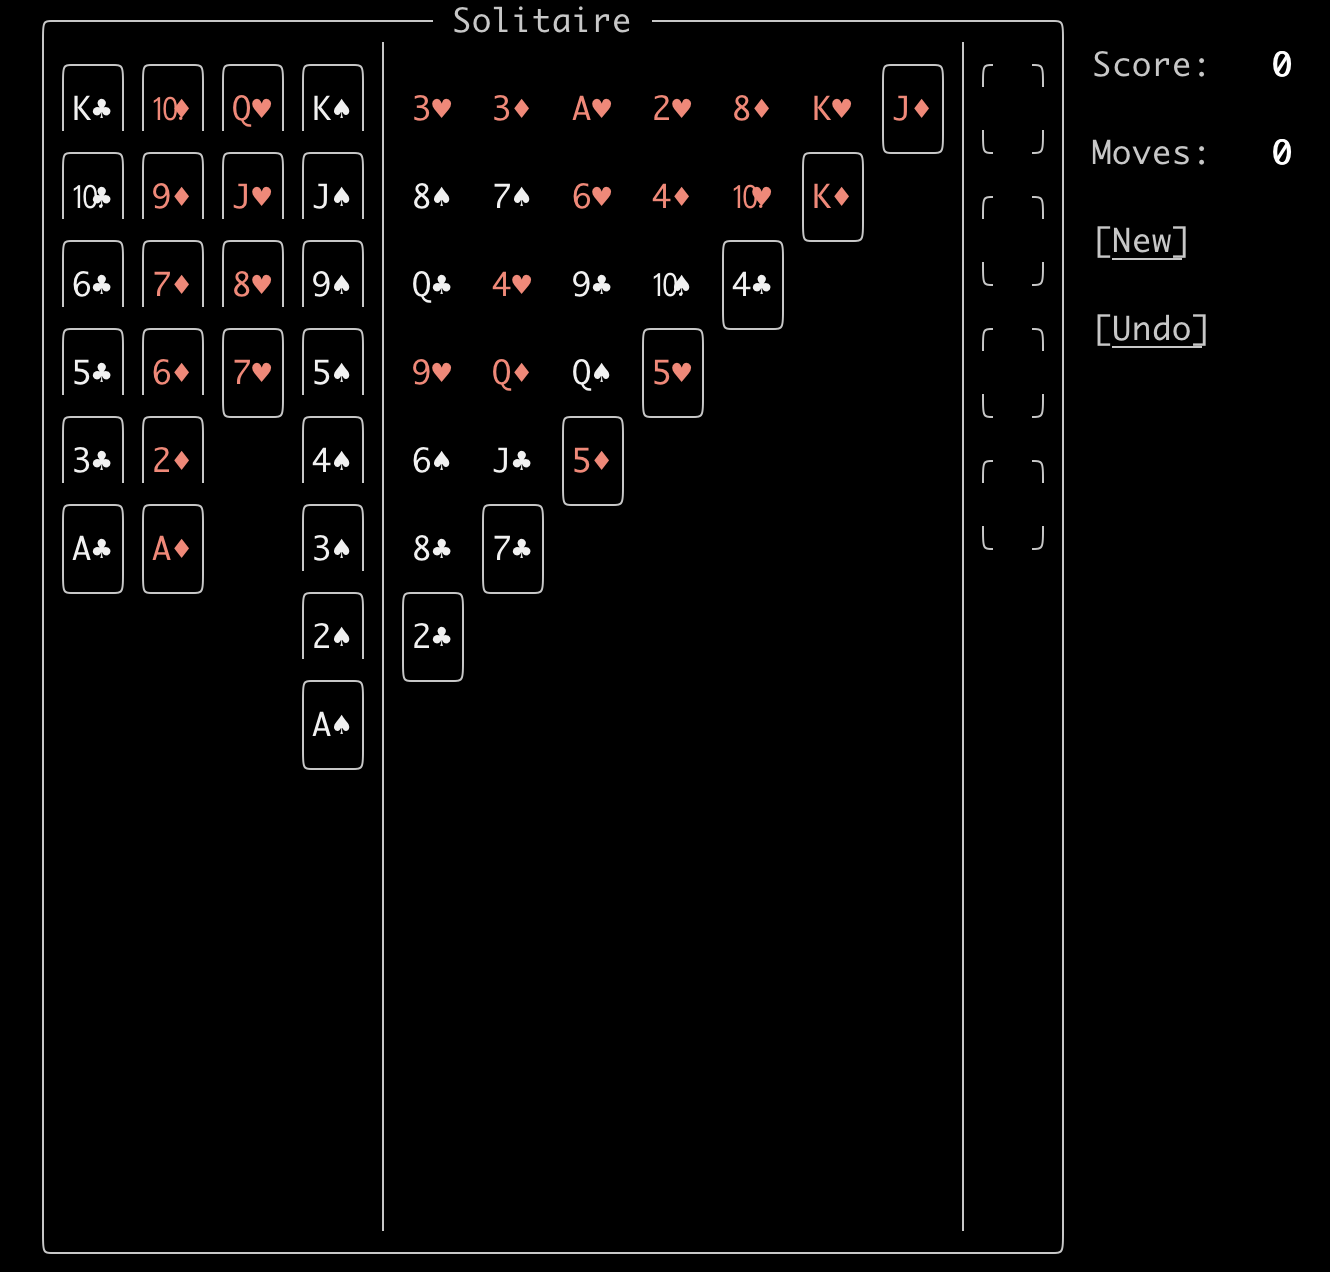 Solitaire
K♣ 10♦ Q♥ K♠ 3♥ 3♦ A♥ 2♥ 8♦ K♥ J♦ Score: 0
10♣ 9♦ J♥ J♠ 8♠ 7♠ 6♥ 4♦ 10♥ K♦ Moves: 0
6♣ 7♦ 8♥ 9♠ Q♣ 4♥ 9♣ 10♠ 4♣ [New]
5♣ 6♦ 7♥ 5♠ 9♥ Q♦ Q♠ 5♥ [Undo]
3♣ 2♦ 4♠ 6♠ J♣ 5♦
A♣ A♦ 3♠ 8♣ 7♣
2♠ 2♣
A♠